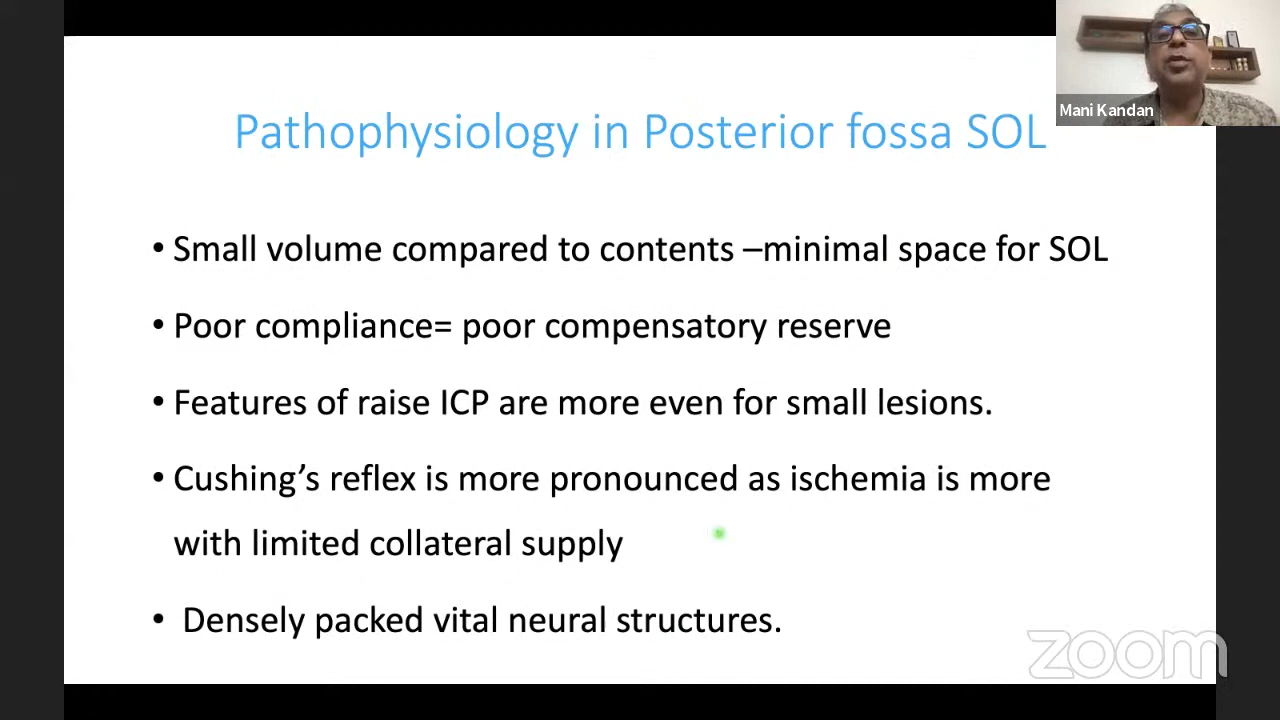 Mani Kandan
Pathophysiology in Posterior fossa SOL
• Small volume compared to contents –minimal space for SOL
• Poor compliance= poor compensatory reserve
• Features of raise ICP are more even for small lesions.
• Cushing’s reflex is more pronounced as ischemia is more
with limited collateral supply
• Densely packed vital neural structures.
zoom